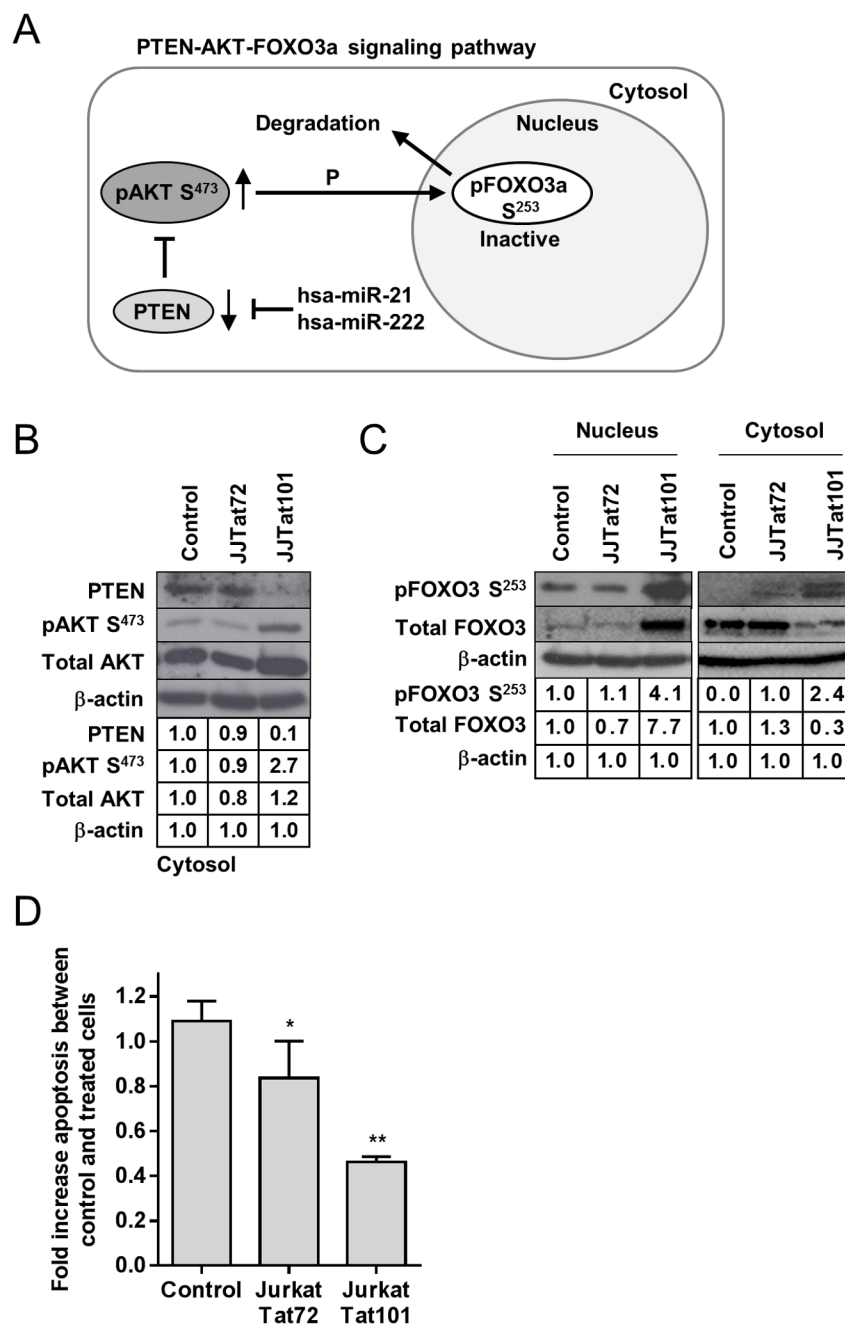 A
PTEN-AKT-FOXO3a signaling pathway
Cytosol
Degradation
Nucleus
pAKT S473
P
pFOXO3a
S253
Inactive
PTEN
hsa-miR-21
hsa-miR-222
B
Control
JJTat72
JJTat101
PTEN
pAKT S473
Total AKT
β-actin
PTEN 1.0 0.9 0.1
pAKT S473 1.0 0.9 2.7
Total AKT 1.0 0.8 1.2
β-actin 1.0 1.0 1.0
Cytosol
C
Nucleus Cytosol
Control JJTat72 JJTat101 Control JJTat72 JJTat101
pFOXO3 S253
Total FOXO3
β-actin
pFOXO3 S253 1.0 1.1 4.1 0.0 1.0 2.4
Total FOXO3 1.0 0.7 7.7 1.0 1.3 0.3
β-actin 1.0 1.0 1.0 1.0 1.0 1.0
D
Fold increase apoptosis between
control and treated cells
1.2
1.0
0.8
0.6
0.4
0.2
0.0
*
**
Control Jurkat Jurkat
Tat72 Tat101